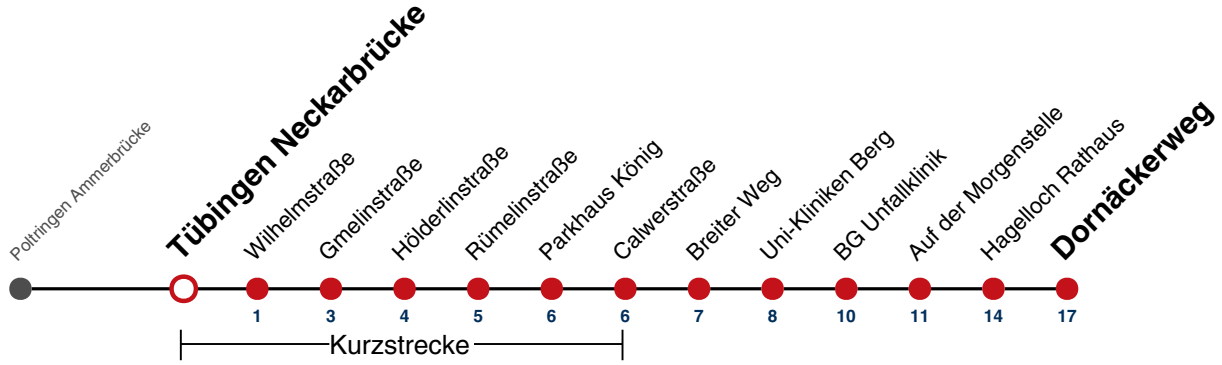 Poltringen Ammerbrücke
Tübingen Neckarbrücke
Wilhelmstraße
Gmelinstraße
Hölderlinstraße
Rümelinstraße
Parkhaus König
Calwerstraße
Breiter Weg
Uni-Kliniken Berg
BG Unfallklinik
Auf der Morgenstelle
Hagelloch Rathaus
Dornäckerweg
1 3 4 5 6 6 7 8 10 11 14 17
Kurzstrecke